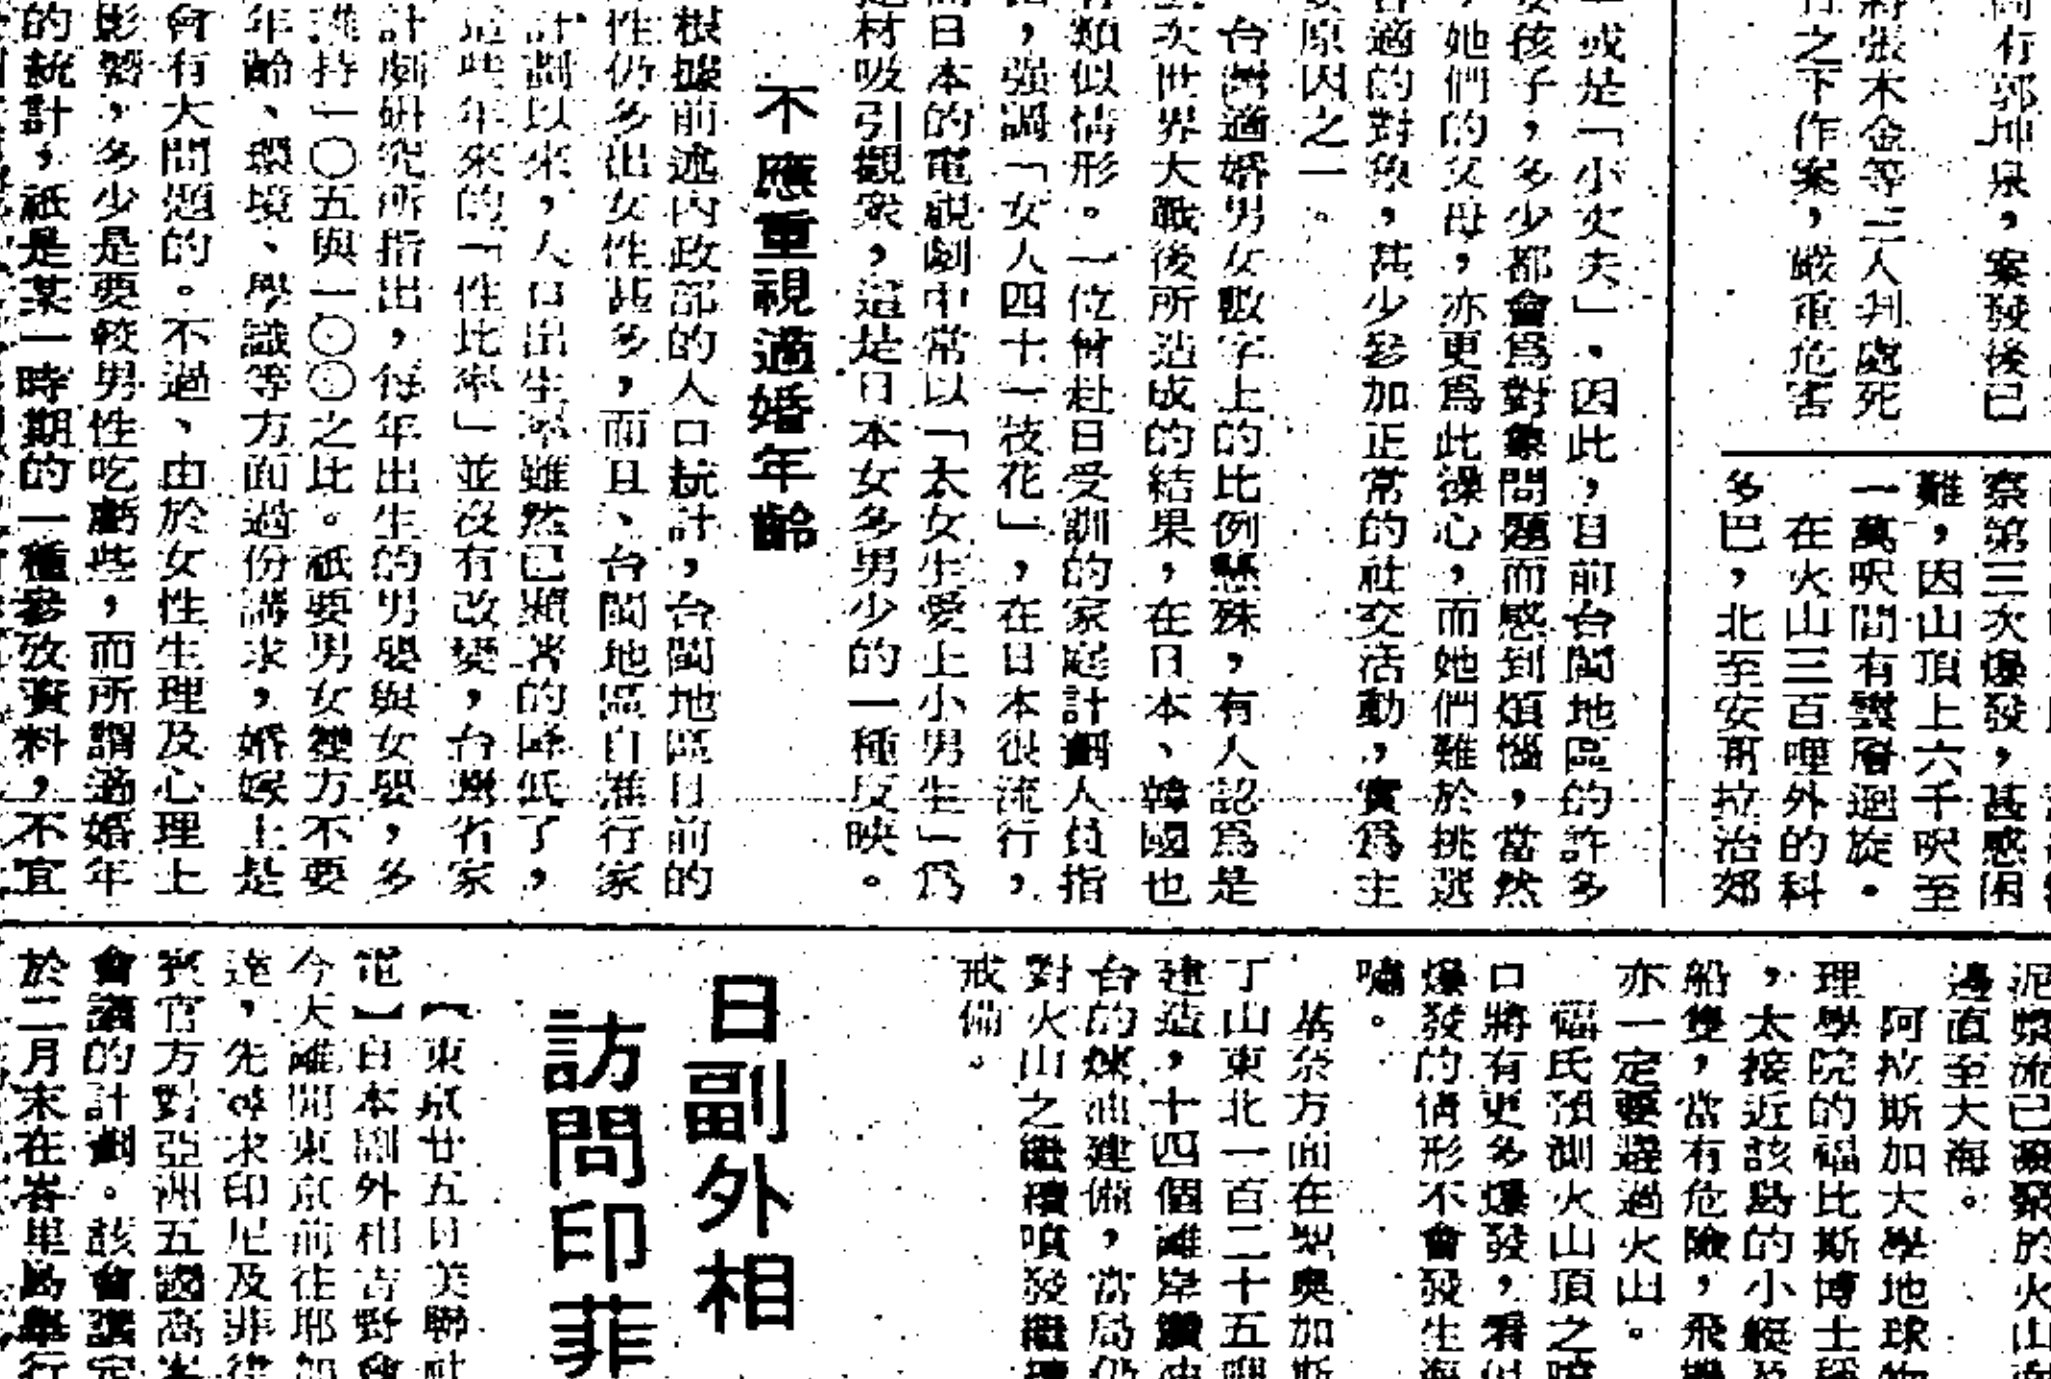 尚有郭坤泉，案發後已
將張木金等三人判處死
有之下作案，嚴重危害
察第三次爆發，甚感困
難，因山頂上六千呎至
一萬呎間有雲層迴旋。
在火山三百哩外的科
多巴，北至安哥拉治郊
或是「小丈夫」。因此，目前台閩地區的許多
女孩子，多少都會爲對象問題而感到煩惱，當然
，她們的父母，亦更爲此操心，而她們難於挑選
合適的對象，甚少參加正常的社交活動，實爲主
要原因之一。
台灣適婚男女數字上的比例懸殊，有人認爲是
次世界大戰後所造成的結果，在日本、韓國也
有類似情形。一位曾赴日受訓的家庭計劃人員指
，强調「女人四十一枝花」，在日本很流行，
日本的電視劇中常以「大女生愛上小男生」爲
題材吸引觀衆，這是日本女多男少的一種反映。
不應重視適婚年齡
根據前述內政部的人口統計，台閩地區目前的
性仍多出女性甚多，而且、台閩地區自推行家
計劃以來，人口出生率雖然已顯著的降低了，
這些年來的「性比率」並沒有改變，台灣省家
計劃研究所指出，每年出生的男嬰與女嬰，多
維持一〇五與一〇〇之比。祇要男女雙方不要
年齡、環境、學識等方面過份講求，婚嫁上是
會有大問題的。不過、由於女性生理及心理上
影響，多少是要較男性吃虧些，而所謂適婚年
的統計，祇是某一時期的一種參攷資料，不宜
泥漿流已凝聚於火山
邊直至大海。
阿拉斯加大學地球物
理學院的福比斯博士稱
，太接近該島的小艇及
船隻，當有危險，飛機
亦一定要遶過火山。
福氏預測火山頂之噴
口將有更多爆發，看似
爆發的情形不會發生海
嘯。
基奈方面在聖奧加斯
丁山東北一百二十五哩
建造，十四個離岸鑽油
台的煉油建備，當局仍
對火山之繼續噴發繼續
戒備。
日副外相
訪問印菲
【東京廿五日美聯社
電】日本副外相吉野會
今天離開東京前往耶加
達，先尋求印尼及菲律
賓官方對亞洲五國高峯
會議的計劃。該會議定
於二月末在峇里島舉行